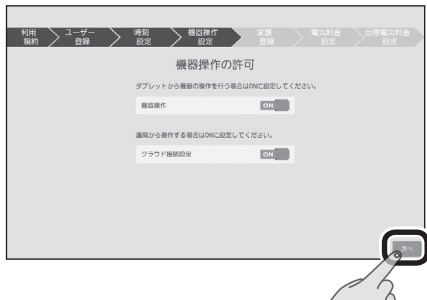 利用
規約
ユーザー
登録
時刻
設定
機器操作
設定
家族
登録
電気料金
設定
目標電気料金
設定
機器操作の許可
タブレットから機器の操作を行う場合はONに設定してください。
機器操作
ON
遠隔から操作する場合はONに設定してください。
クラウド接続設定
ON
次へ